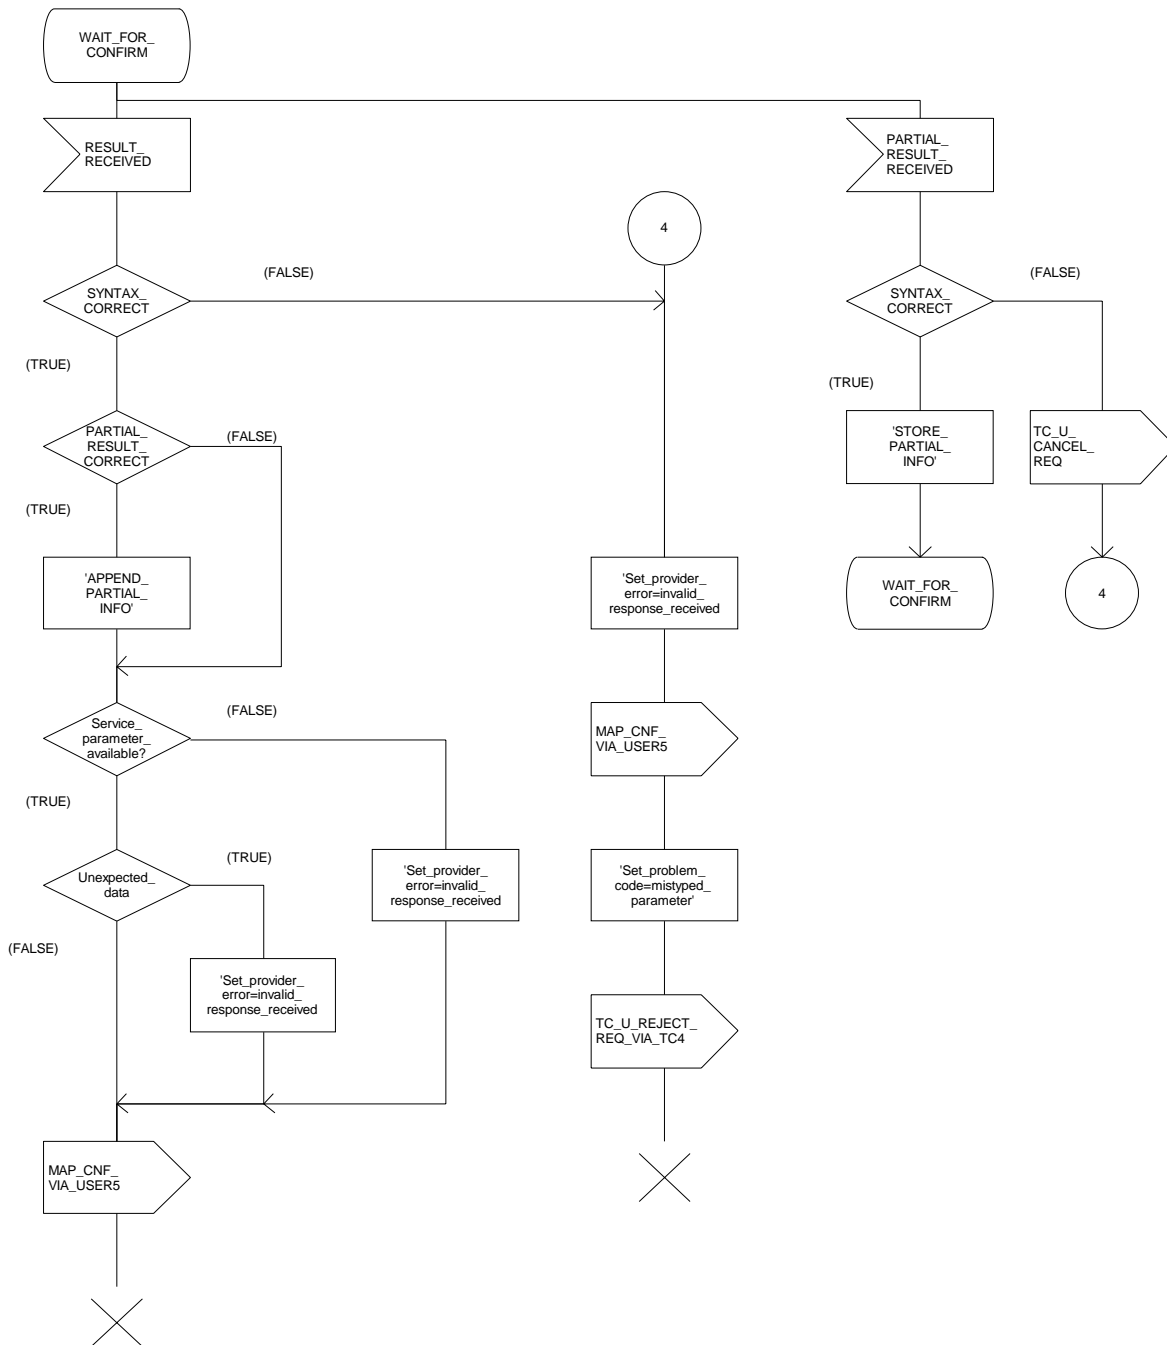 WAIT_FOR_
CONFIRM
RESULT_
RECEIVED
PARTIAL_
RESULT_
RECEIVED
4
(FALSE)
(FALSE)
SYNTAX_
CORRECT
SYNTAX_
CORRECT
(TRUE)
(TRUE)
PARTIAL_
RESULT_
CORRECT
(FALSE)
'STORE_
PARTIAL_
INFO'
TC_U_
CANCEL_
REQ
(TRUE)
'APPEND_
PARTIAL_
INFO'
'Set_provider_
error=invalid_
response_received
WAIT_FOR_
CONFIRM
4
(FALSE)
Service_
parameter_
available?
MAP_CNF_
VIA_USER5
(TRUE)
(TRUE)
Unexpected_
data
'Set_provider_
error=invalid_
response_received
'Set_problem_
code=mistyped_
parameter'
(FALSE)
'Set_provider_
error=invalid_
response_received
TC_U_REJECT_
REQ_VIA_TC4
MAP_CNF_
VIA_USER5